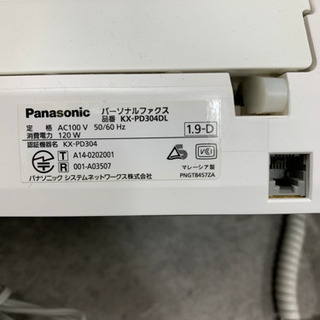 Panasonic パーソナルファクス
品番 KX-PD304DL
定 格 AC100 V 50/60 Hz
消費電力 120 W
1.9-D
認証機器名 KX-PD304
T A14-0202001
R 001-A03507
VCI
マレーシア製
パナソニック システムネットワークス株式会社 PNGT8457ZA